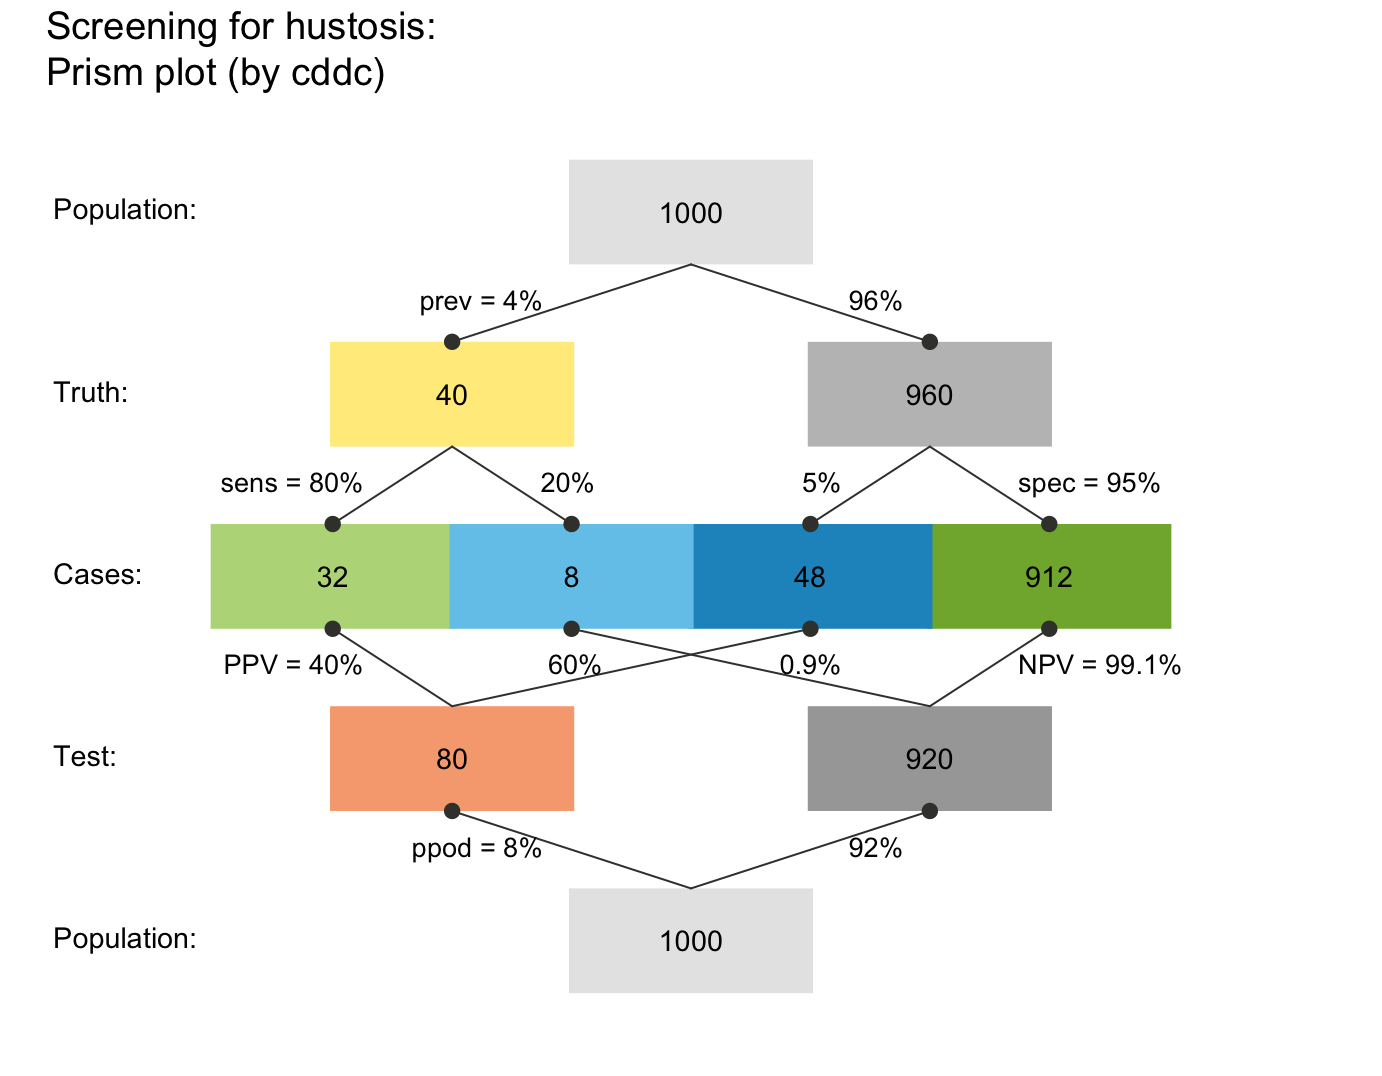 Screening for hustosis:
Prism plot (by cddc)
Population:
1000
prev = 4%
96%
Truth:
40
960
sens = 80%
20%
5%
spec = 95%
Cases:
32
8
48
912
PPV = 40%
60%
0.9%
NPV = 99.1%
Test:
80
920
ppod = 8%
92%
Population:
1000